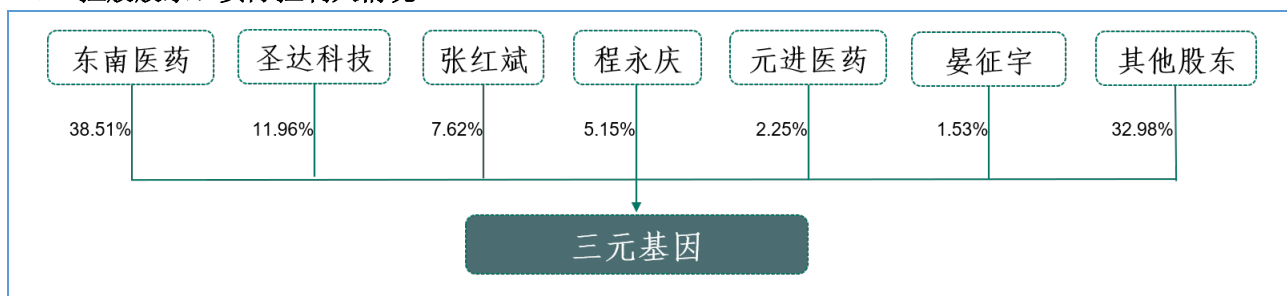 东南医药 圣达科技 张红斌 程永庆 元进医药 晏征宇 其他股东
38.51% 11.96% 7.62% 5.15% 2.25% 1.53% 32.98%
三元基因